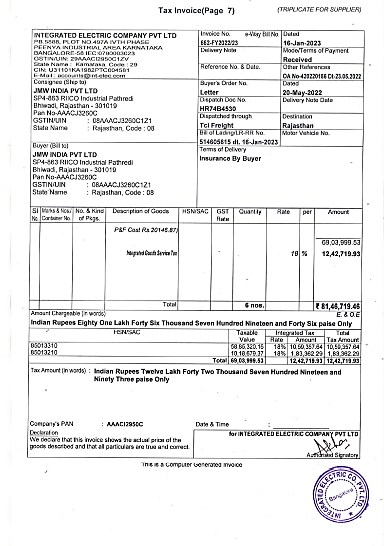 Tax Invoice(Page 7)
(TRIPLICATE FOR SUPPLIER)
INTEGRATED ELECTRIC COMPANY PVT LTD
PB.5888, PLOT NO.407A IVTH PHASE
PEENYA INDUSTRIAL AREA KARNATAKA
BANGALORE-58 IEC:0790003023
GSTIN/UIN: 29AAACI2950C1ZV
State Name : Karnataka, Code : 29
E-Mail : accounts@int-elec.com
Invoice No.
e-Way Bill No.
Dated
652-FY2022/23
16-Jan-2023
Delivery Note
Mode/Terms of Payment
Received
Reference No. & Date.
Other References
OA No-420220186 Dt-23.05.2022
Buyer's Order No.
Dated
Letter
20-May-2022
Dispatch Doc No.
Delivery Note Date
HR74B4530
Dispatched through
Destination
Tci Freight
Rajasthan
Bill of Lading/LR-RR No.
Motor Vehicle No.
514605615 dt. 16-Jan-2023
Terms of Delivery
Insurance By Buyer
Consignee (Ship to)
JMW INDIA PVT LTD
SP4-863 RIICO Industrial Pathredi
Bhiwadi, Rajasthan - 301019
Pan No-AAACJ3260C
GSTIN/UIN : 08AAACJ3260C1Z1
State Name : Rajasthan, Code : 08
Buyer (Bill to)
JMW INDIA PVT LTD
SP4-863 RIICO Industrial Pathredi
Bhiwadi, Rajasthan - 301019
Pan No-AAACJ3260C
GSTIN/UIN : 08AAACJ3260C1Z1
State Name : Rajasthan, Code : 08
Sl No.
Marks & Nos./ Container No.
No. & Kind of Pkgs.
Description of Goods
HSN/SAC
GST Rate
Quantity
Rate
per
Amount
P&F Cost Rs.20146.87)
69,03,999.53
Integrated Goods Service Tax
18 %
12,42,719.93
Total
6 nos.
₹ 81,46,719.46
Amount Chargeable (in words)
E. & O.E
Indian Rupees Eighty One Lakh Forty Six Thousand Seven Hundred Nineteen and Forty Six paise Only
HSN/SAC
Taxable Value
Integrated Tax
Rate
Amount
Total Tax Amount
85013310
58,85,320.16
18%
10,59,357.64
10,59,357.64
85013210
10,18,679.37
18%
1,83,362.29
1,83,362.29
Total
69,03,999.53
12,42,719.93
12,42,719.93
Tax Amount (in words) : Indian Rupees Twelve Lakh Forty Two Thousand Seven Hundred Nineteen and
Ninety Three paise Only
Company's PAN : AAACI2950C
Date & Time :
Declaration
We declare that this invoice shows the actual price of the
goods described and that all particulars are true and correct.
for INTEGRATED ELECTRIC COMPANY PVT LTD
Authorised Signatory
This is a Computer Generated Invoice
INTEGRATED ELECTRIC CO. PVT. LTD.
Bangalore